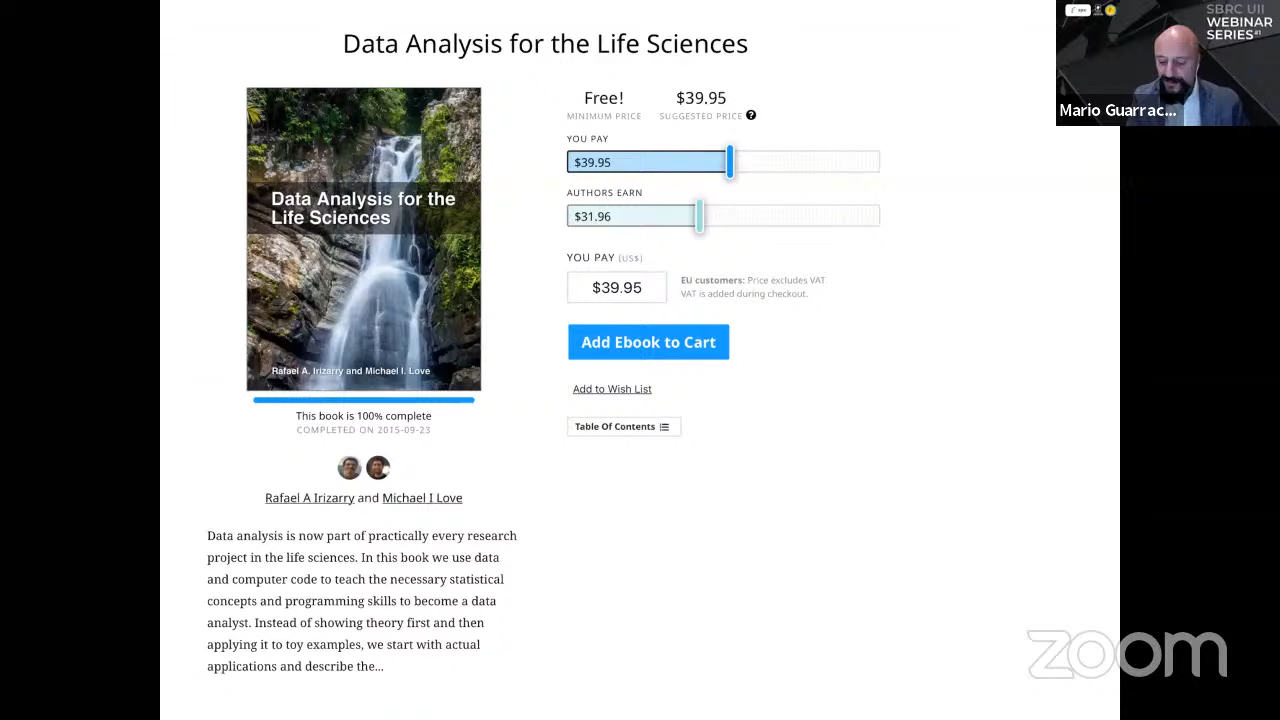 Data Analysis for the Life Sciences
SBRC UII
WEBINAR
SERIES#1
Mario Guarrac...
Data Analysis for the
Life Sciences
Rafael A. Irizarry and Michael I. Love
This book is 100% complete
COMPLETED ON 2015-09-23
Rafael A Irizarry and Michael I Love
Data analysis is now part of practically every research
project in the life sciences. In this book we use data
and computer code to teach the necessary statistical
concepts and programming skills to become a data
analyst. Instead of showing theory first and then
applying it to toy examples, we start with actual
applications and describe the...
Free! $39.95
MINIMUM PRICE SUGGESTED PRICE ?
YOU PAY
$39.95
AUTHORS EARN
$31.96
YOU PAY (US$)
$39.95
EU customers: Price excludes VAT
VAT is added during checkout.
Add Ebook to Cart
Add to Wish List
Table Of Contents
zoom